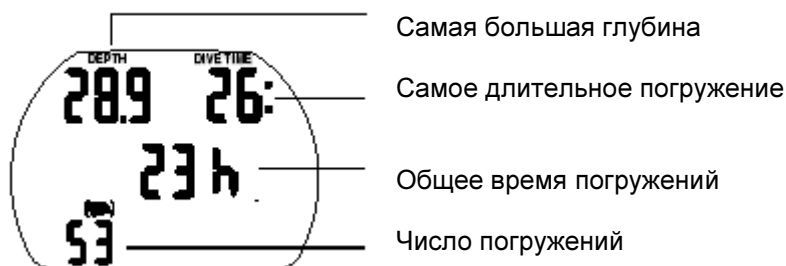 Самая большая глубина
DEPTH DIVE TIME
28.9 26:
Самое длительное погружение
23 h
Общее время погружений
53
Число погружений